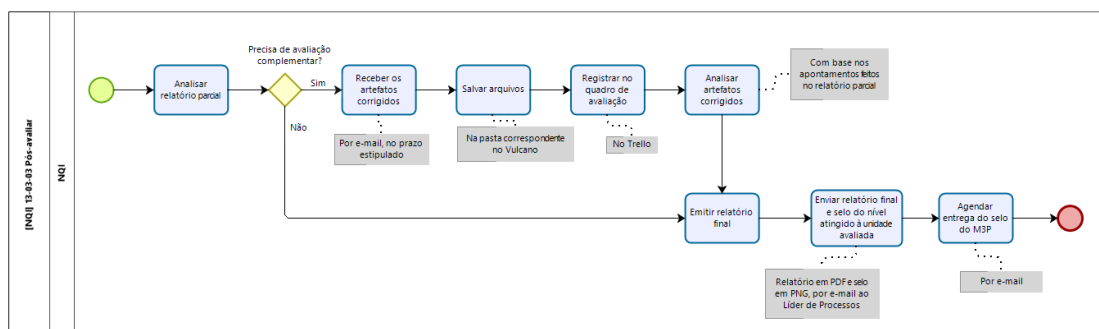 [NQI] 13-03-03 Pós-avaliar
NQI
Analisar
relatório parcial
Precisa de avaliação
complementar?
Sim
Não
Receber os
artefatos
corrigidos
Por e-mail, no prazo
estipulado
Salvar arquivos
Na pasta correspondente
no Vulcano
Registrar no
quadro de
avaliação
No Trello
Analisar
artefatos
corrigidos
Com base nos
apontamentos feitos
no relatório parcial
Emitir relatório
final
Enviar relatório final
e selo do nível
atingido à unidade
avaliada
Relatório em PDF e selo
em PNG, por e-mail ao
Líder de Processos
Agendar
entrega do selo
do M3P
Por e-mail